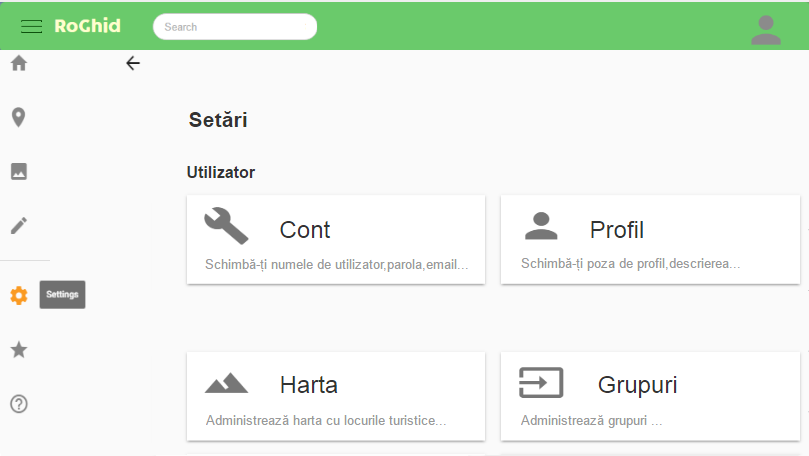 RoGhid
Search
Setări
Utilizator
Cont
Schimbă-ți numele de utilizator,parola,email...
Profil
Schimbă-ți poza de profil,descrierea...
Settings
Harta
Administrează harta cu locurile turistice...
Grupuri
Administrează grupuri ...